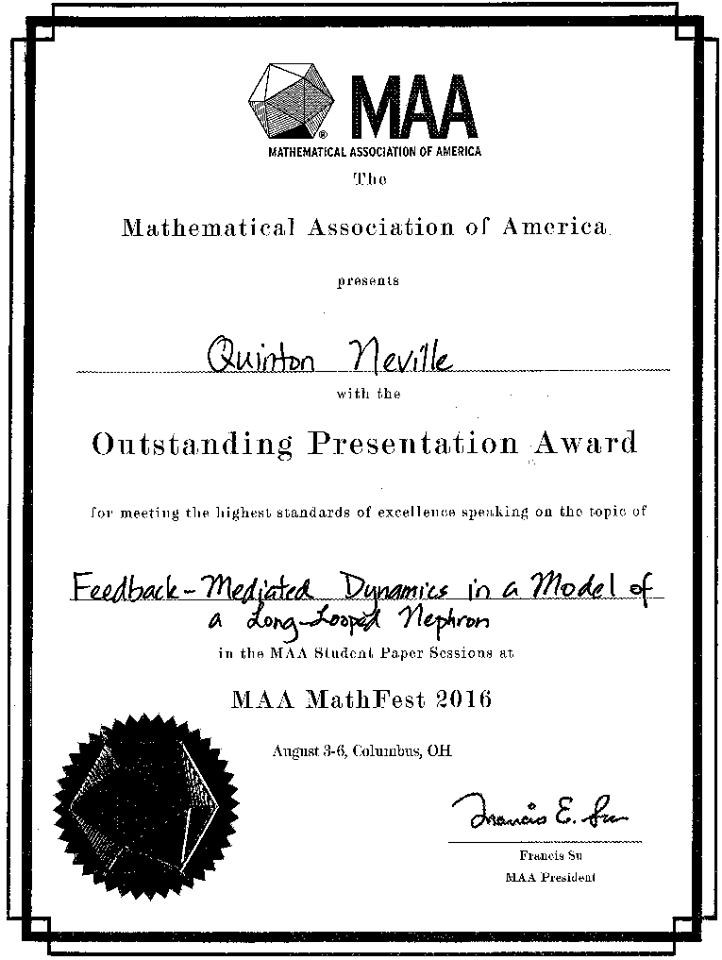 MAA
®
MATHEMATICAL ASSOCIATION OF AMERICA
The
Mathematical Association of America
presents
Quinton Neville
with the
Outstanding Presentation Award
for meeting the highest standards of excellence speaking on the topic of
Feedback-Mediated Dynamics in a Model of
a Long-Looped Nephron
in the MAA Student Paper Sessions at
MAA MathFest 2016
August 3-6, Columbus, OH
Francis E. Su
Francis Su
MAA President